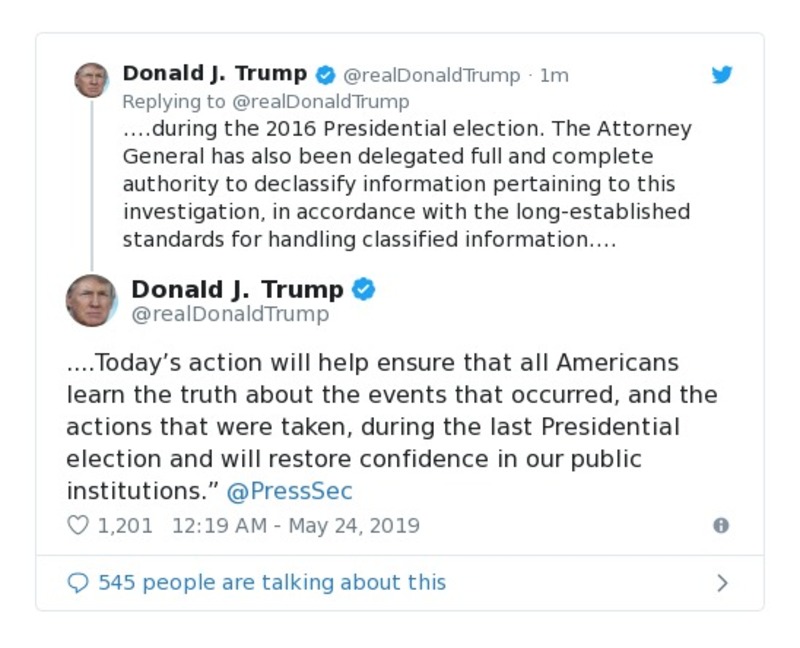 Donald J. Trump @realDonaldTrump · 1m
Replying to @realDonaldTrump
....during the 2016 Presidential election. The Attorney
General has also been delegated full and complete
authority to declassify information pertaining to this
investigation, in accordance with the long-established
standards for handling classified information....
Donald J. Trump
@realDonaldTrump
....Today’s action will help ensure that all Americans
learn the truth about the events that occurred, and the
actions that were taken, during the last Presidential
election and will restore confidence in our public
institutions.” @PressSec
1,201 12:19 AM - May 24, 2019
545 people are talking about this